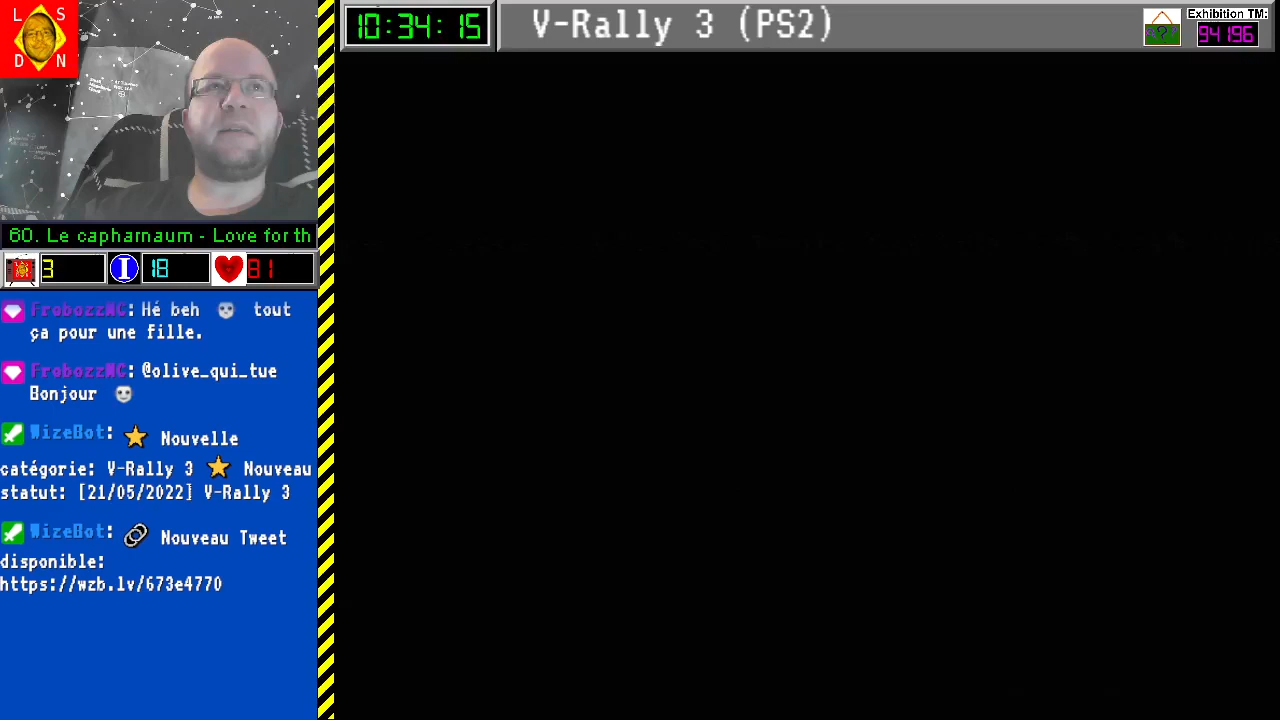 L S
D N
10:34:15
V-Rally 3 (PS2)
Exhibition TM:
94196
60. Le capharnaum - Love for th
3
18
81
FrobozzMC: Hé beh tout
ça pour une fille.
FrobozzMC: @olive_qui_tue
Bonjour
WizeBot: Nouvelle
catégorie: V-Rally 3 Nouveau
statut: [21/05/2022] V-Rally 3
WizeBot: Nouveau Tweet
disponible:
https://wzb.lv/673e4770